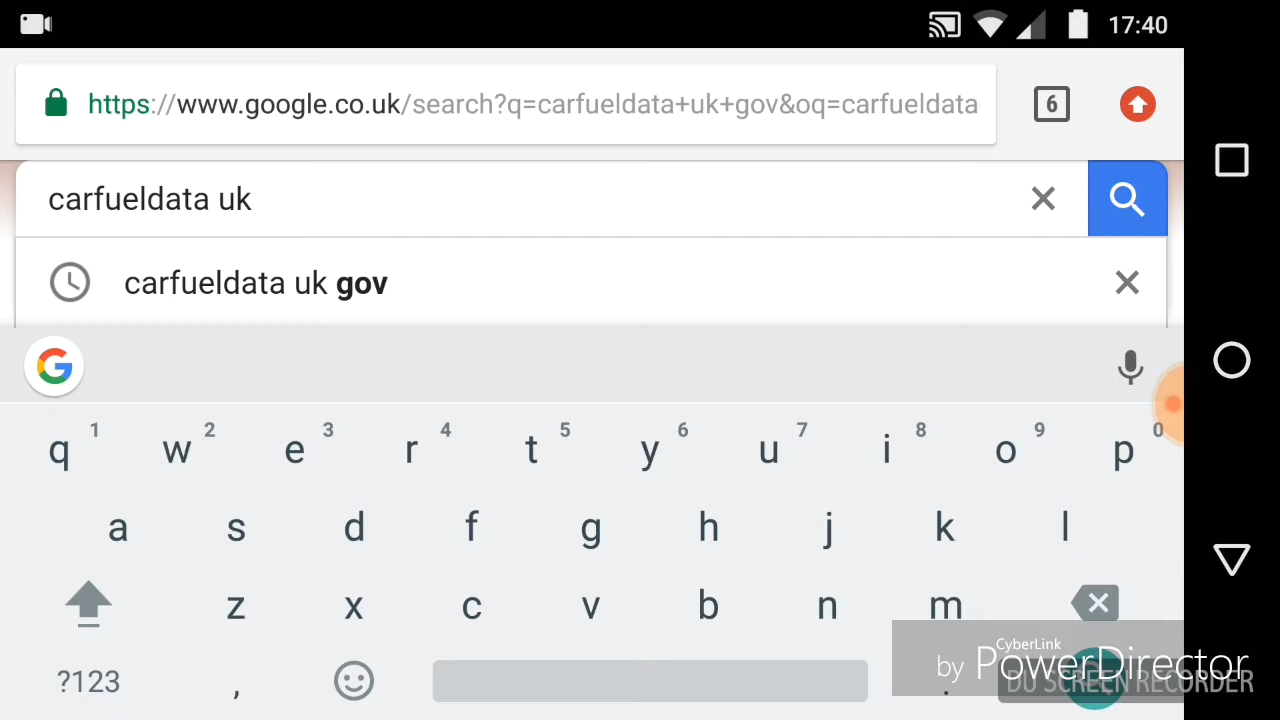 17:40
https://www.google.co.uk/search?q=carfueldata+uk+gov&oq=carfueldata
6
carfueldata uk
carfueldata uk gov
G
q 1 w 2 e 3 r 4 t 5 y 6 u 7 i 8 o 9 p 0
a s d f g h j k l
z x c v b n m
?123 , .
CyberLink
by PowerDirector
DU SCREEN RECORDER